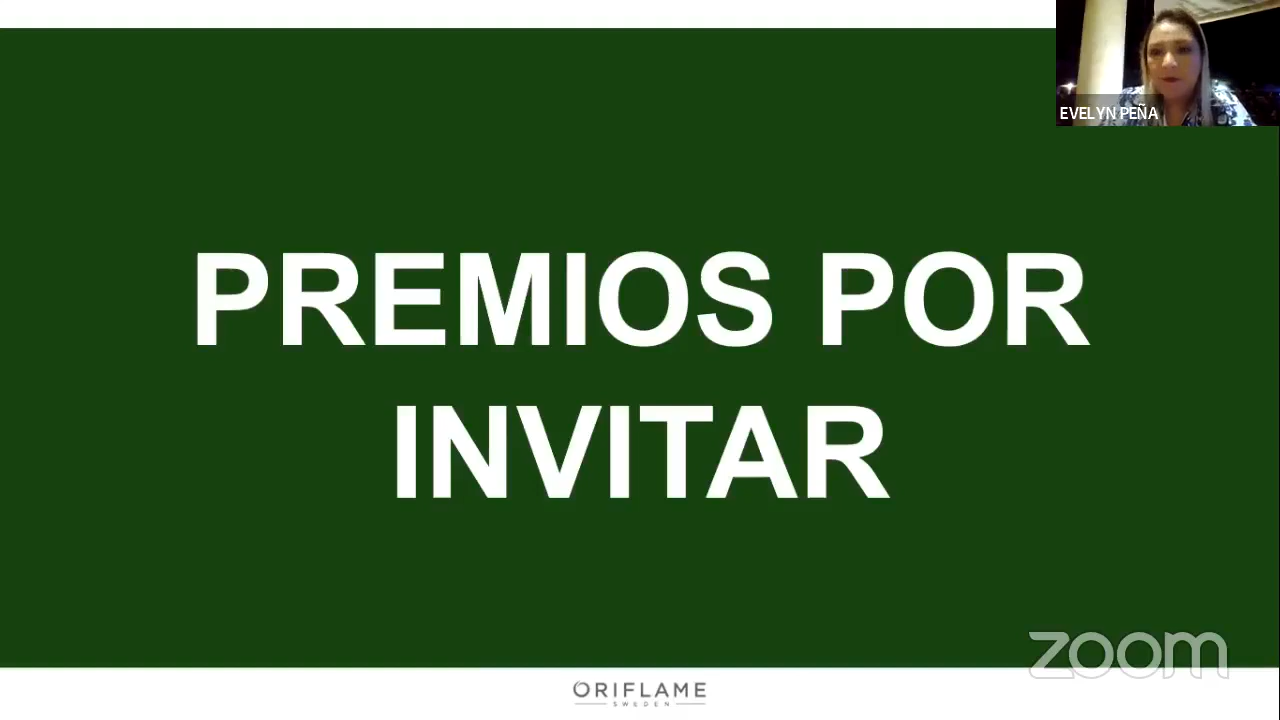 EVELYN PEÑA
PREMIOS POR
INVITAR
zoom
ORIFLAME
SWEDEN